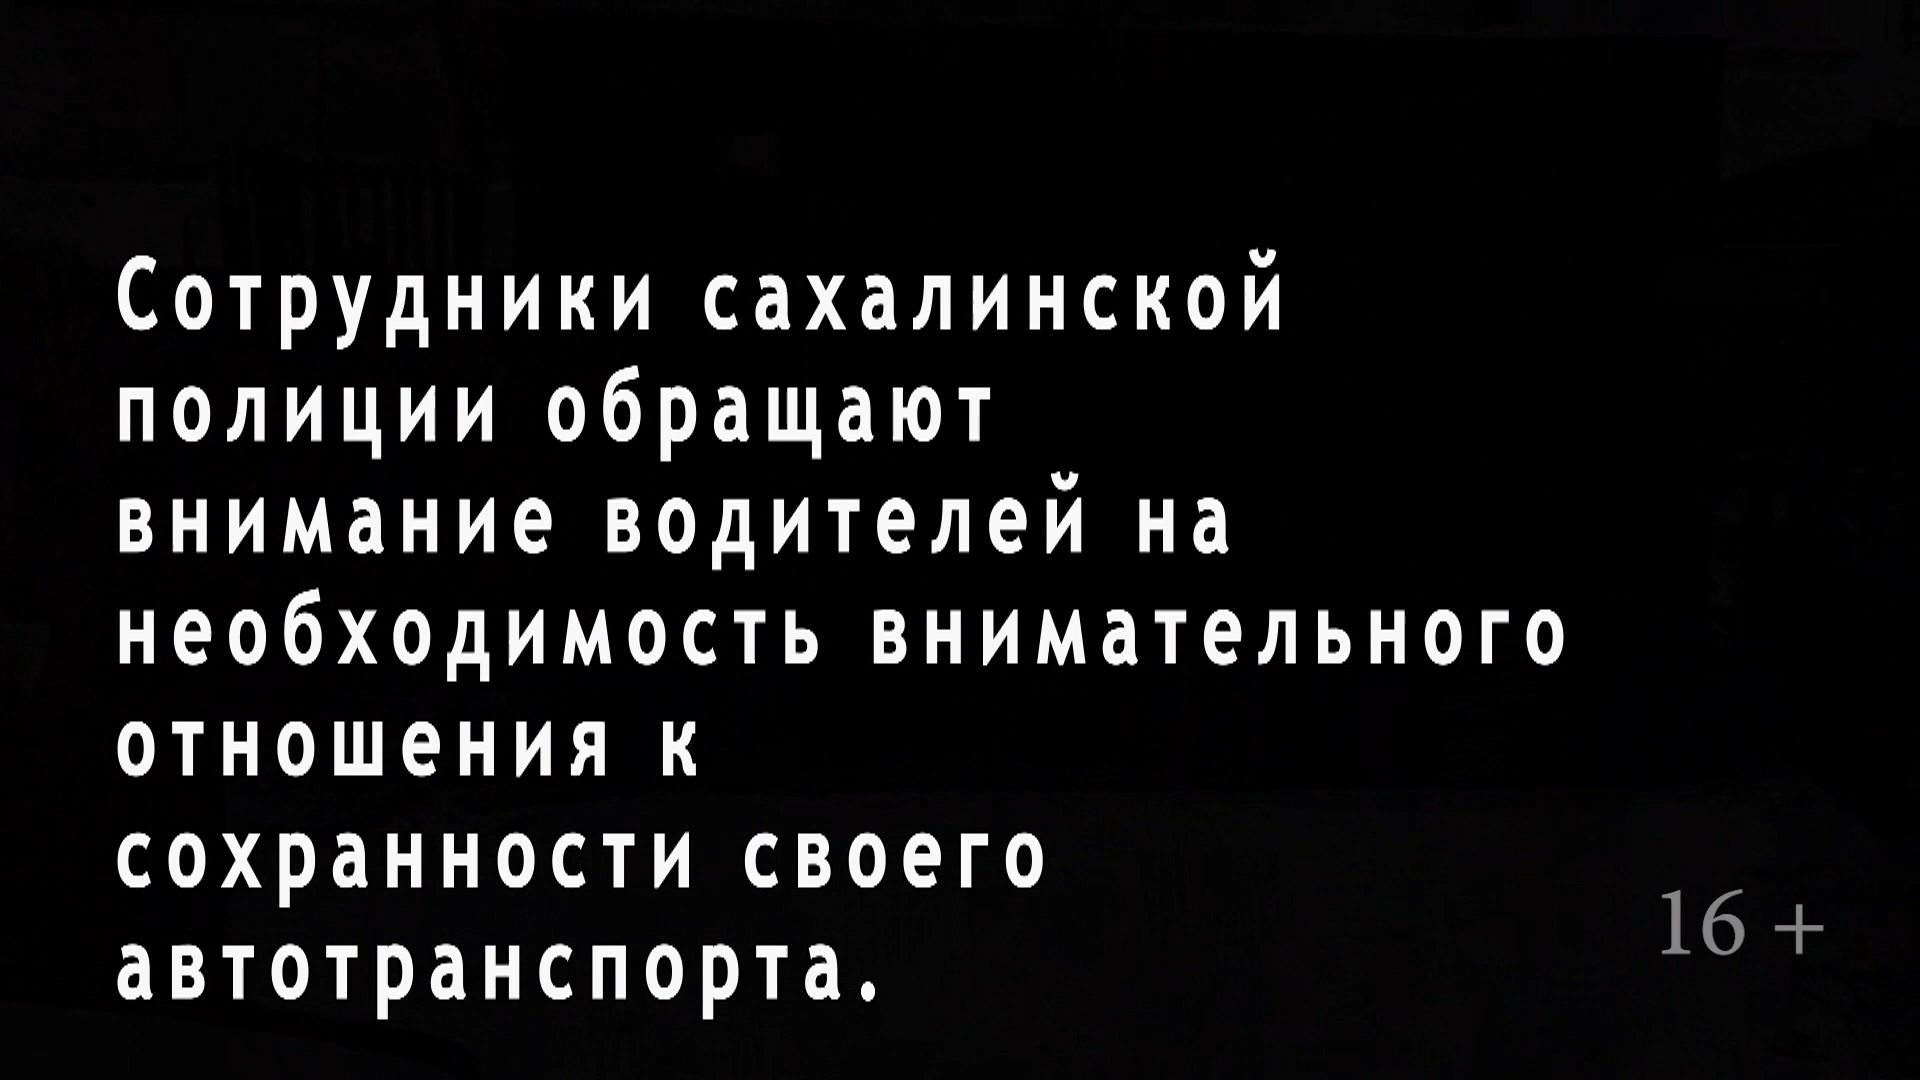 Сотрудники сахалинской
полиции обращают
внимание водителей на
необходимость внимательного
отношения к
сохранности своего
автотранспорта.
16 +